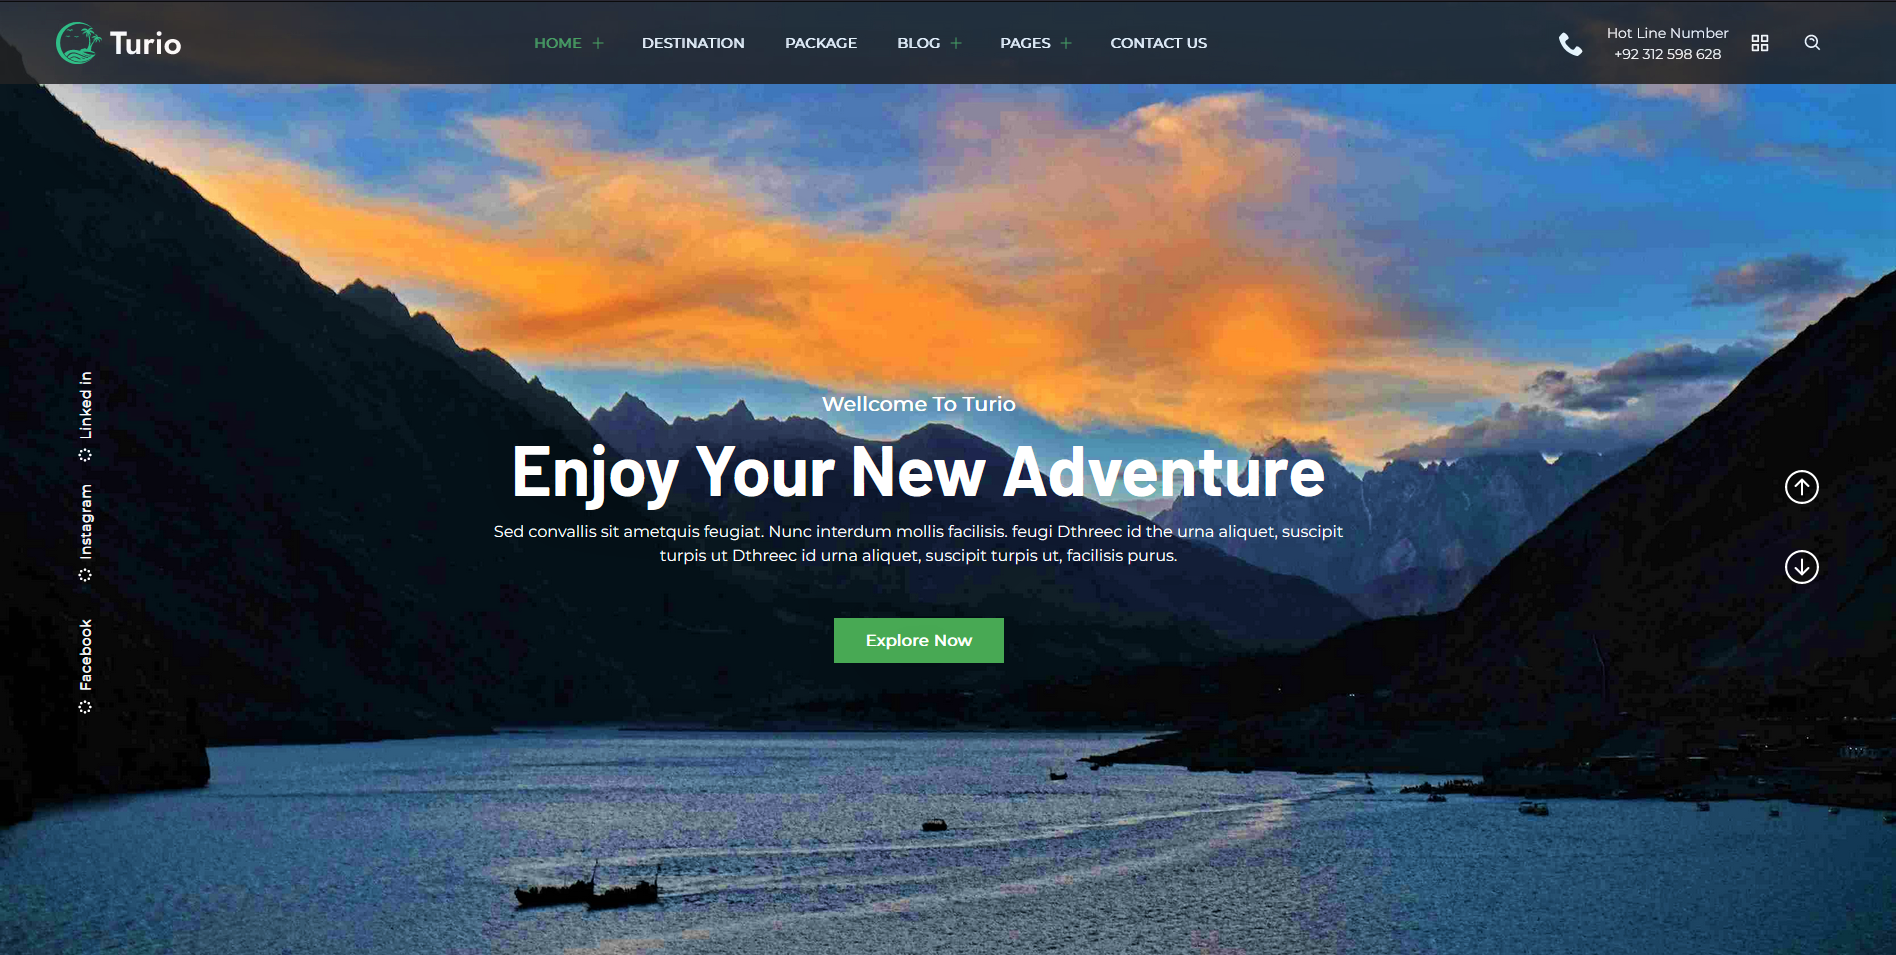 Turio
HOME
DESTINATION
PACKAGE
BLOG
PAGES
CONTACT US
Hot Line Number
+92 312 598 628
Linked in
Instagram
Facebook
Wellcome To Turio
Enjoy Your New Adventure
Sed convallis sit ametquis feugiat. Nunc interdum mollis facilisis. feugi Dthreec id the urna aliquet, suscipit
turpis ut Dthreec id urna aliquet, suscipit turpis ut, facilisis purus.
Explore Now